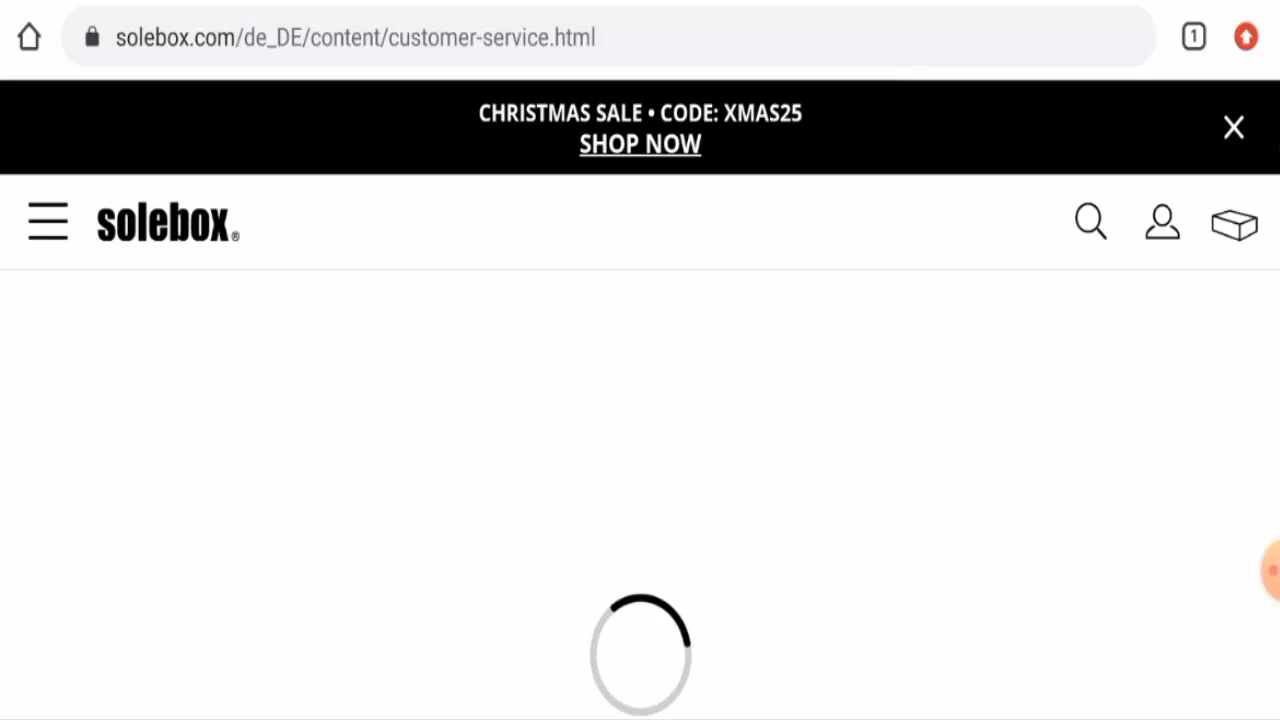 solebox.com/de_DE/content/customer-service.html
1
CHRISTMAS SALE • CODE: XMAS25
SHOP NOW
solebox®